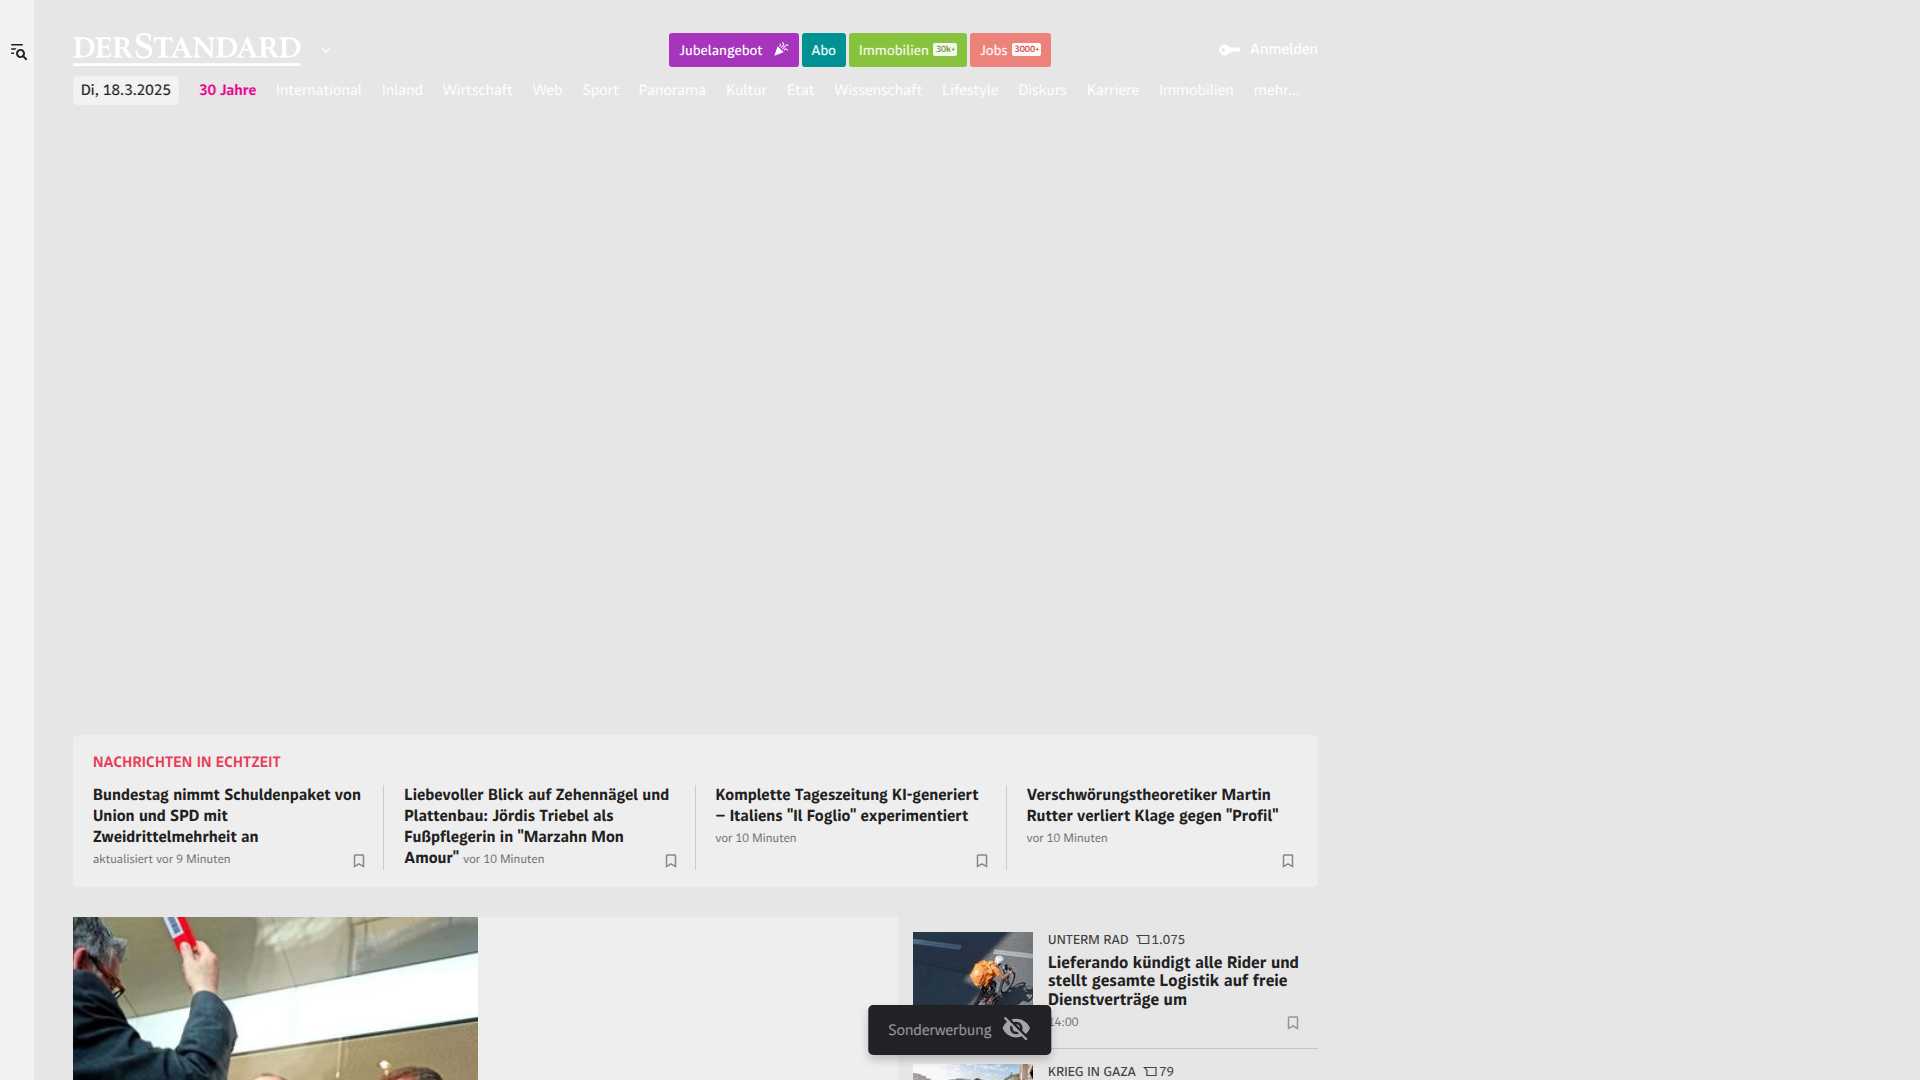 DERSTANDARD
Jubelangebot
Abo
Immobilien 30k+
Jobs 3000+
Anmelden
Di, 18.3.2025 30 Jahre International Inland Wirtschaft Web Sport Panorama Kultur Etat Wissenschaft Lifestyle Diskurs Karriere Immobilien mehr...
NACHRICHTEN IN ECHTZEIT
Bundestag nimmt Schuldenpaket von
Union und SPD mit
Zweidrittelmehrheit an
aktualisiert vor 9 Minuten
Liebevoller Blick auf Zehennägel und
Plattenbau: Jördis Triebel als
Fußpflegerin in "Marzahn Mon
Amour" vor 10 Minuten
Komplette Tageszeitung KI-generiert
– Italiens "Il Foglio" experimentiert
vor 10 Minuten
Verschwörungstheoretiker Martin
Rutter verliert Klage gegen "Profil"
vor 10 Minuten
UNTERM RAD 1.075
Lieferando kündigt alle Rider und
stellt gesamte Logistik auf freie
Dienstverträge um
14:00
Sonderwerbung
KRIEG IN GAZA 79